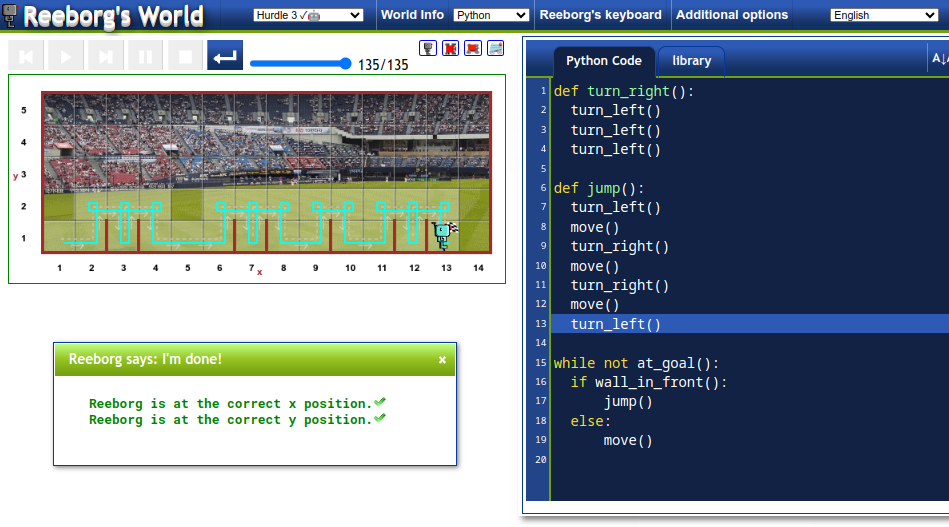 Reeborg's World
Hurdle 3 ✓🤖
World Info
Python
Reeborg's keyboard
Additional options
English
135/135
Python Code
library
5
4
y 3
2
1
1 2 3 4 5 6 7 x 8 9 10 11 12 13 14
Reeborg says: I'm done!
×
Reeborg is at the correct x position.
Reeborg is at the correct y position.
1 def turn_right():
2   turn_left()
3   turn_left()
4   turn_left()
5
6 def jump():
7   turn_left()
8   move()
9   turn_right()
10   move()
11   turn_right()
12   move()
13   turn_left()
14
15 while not at_goal():
16   if wall_in_front():
17       jump()
18   else:
19       move()
20